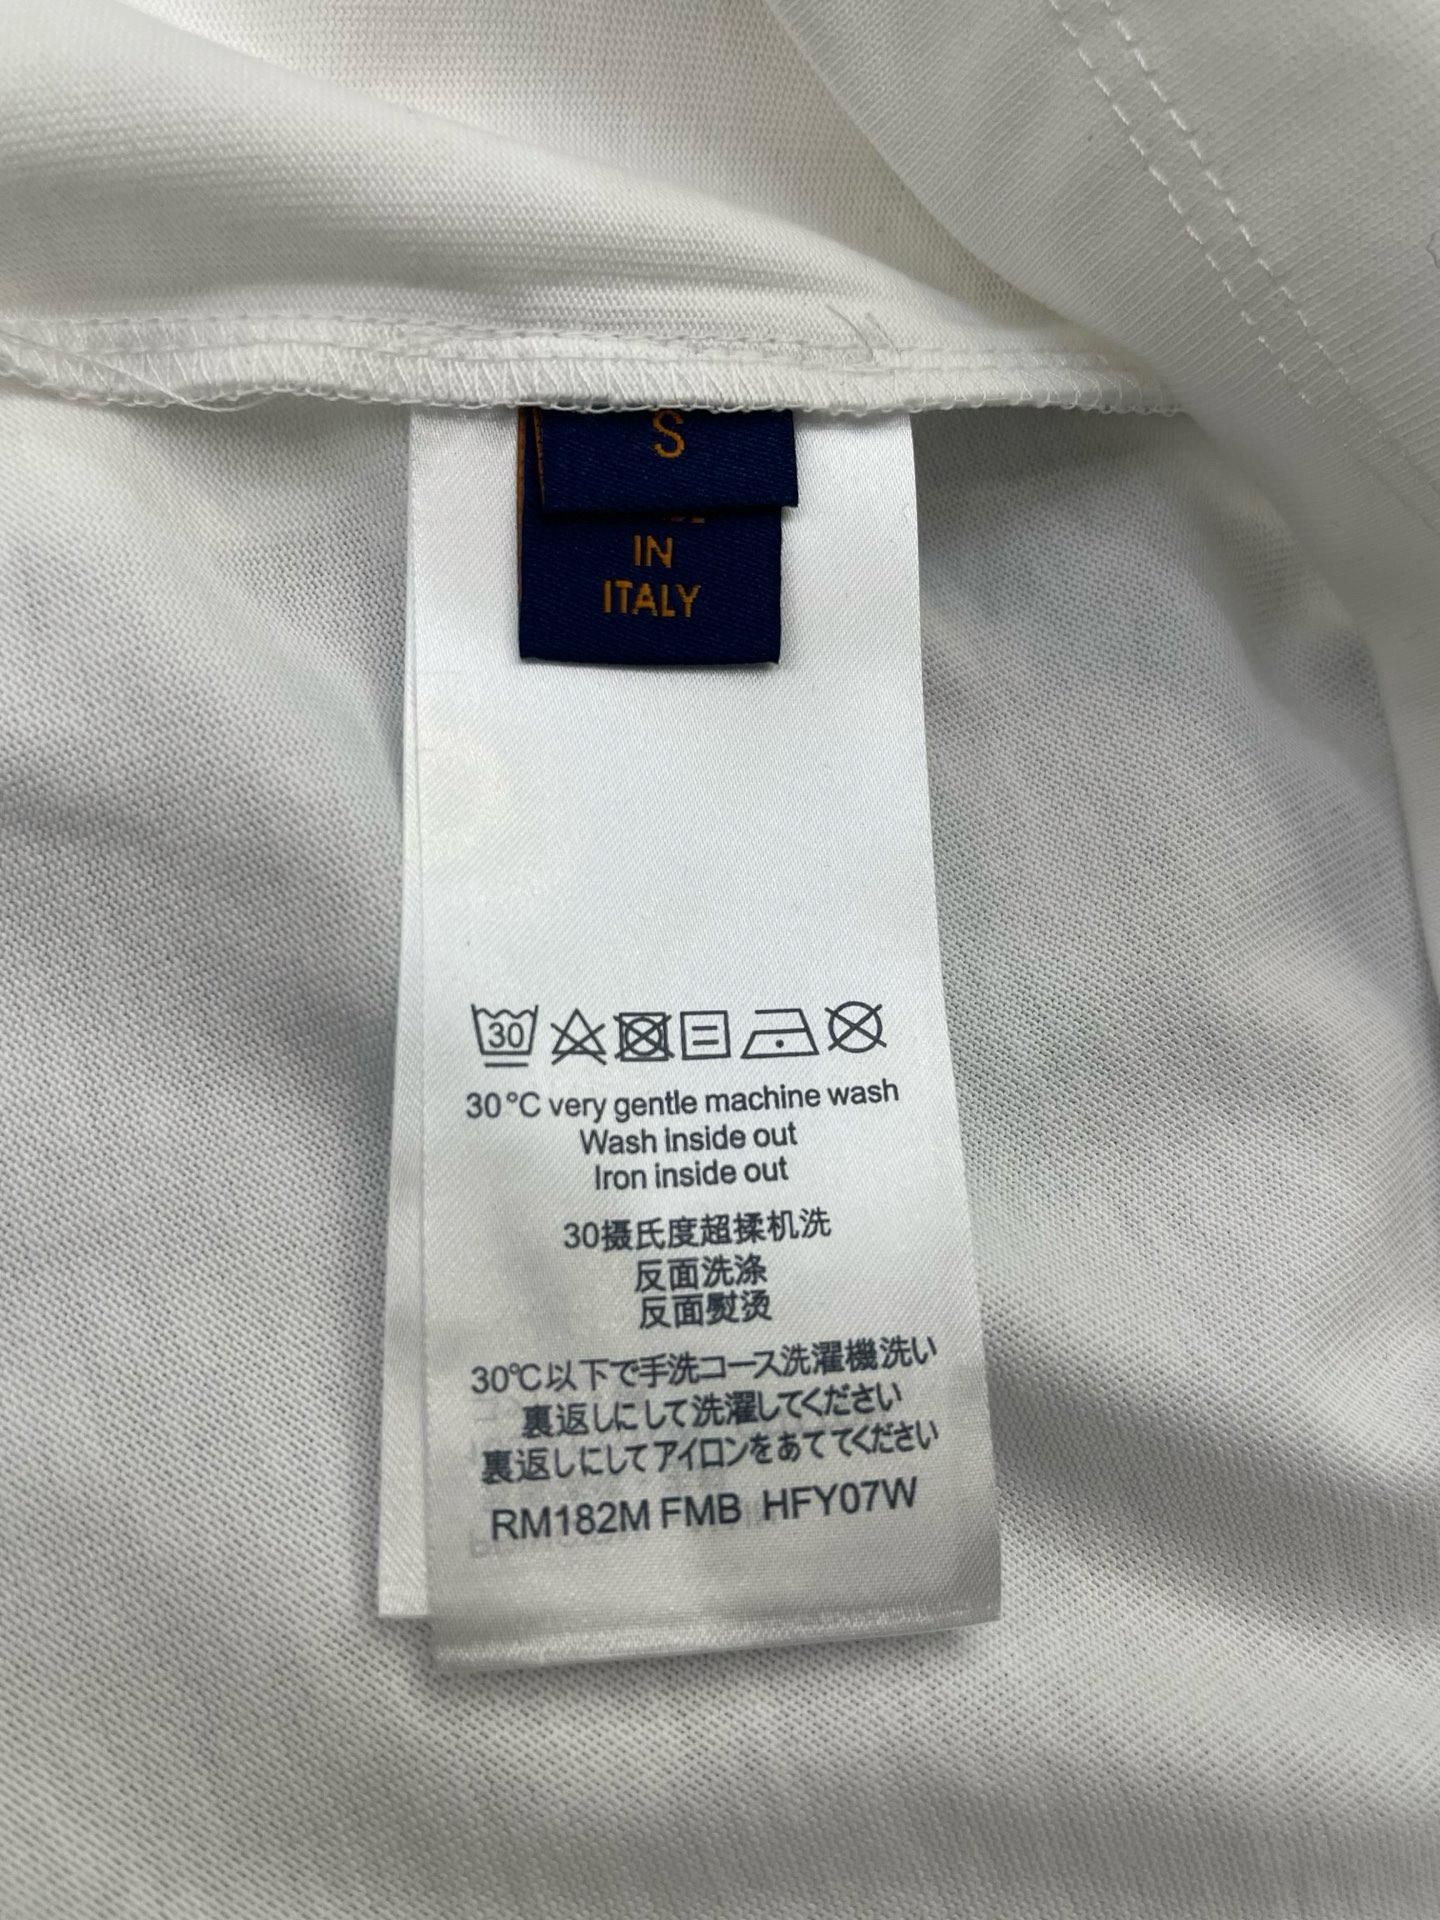 S
IN
ITALY
30
30°C very gentle machine wash
Wash inside out
Iron inside out
30摄氏度超揉机洗
反面洗涤
反面熨烫
30℃以下で手洗コース洗濯機洗い
裏返しにして洗濯してください
裏返しにしてアイロンをあててください
RM182M FMB HFY07W